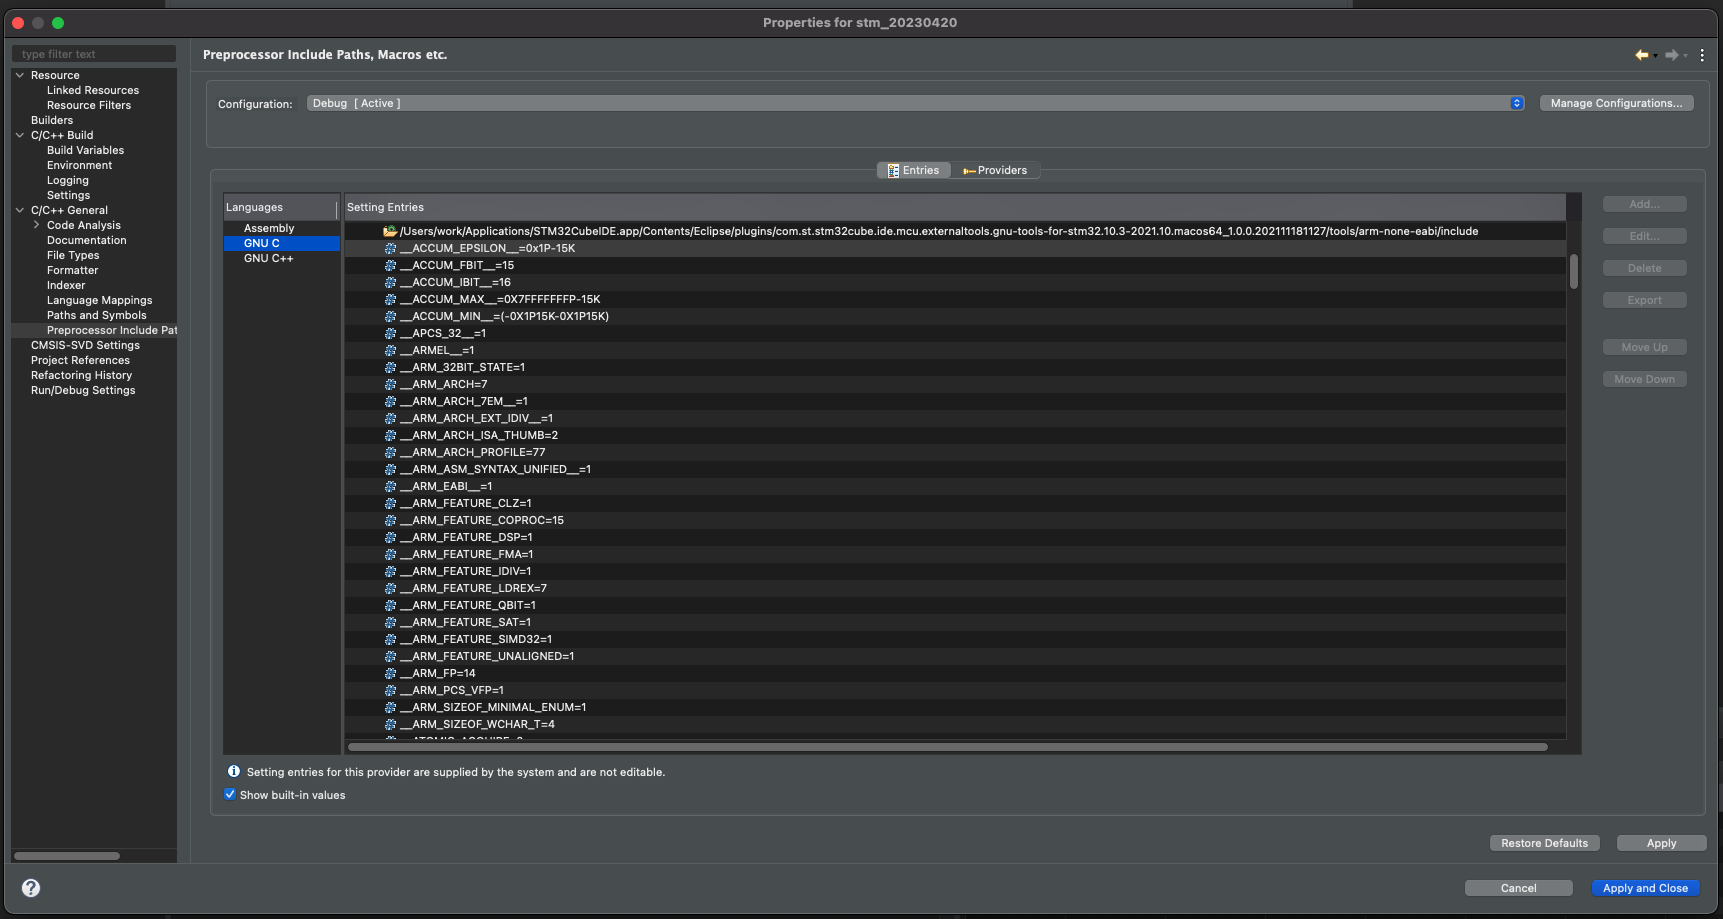 Properties for stm_20230420
type filter text
Resource
Linked Resources
Resource Filters
Builders
C/C++ Build
Build Variables
Environment
Logging
Settings
C/C++ General
Code Analysis
Documentation
File Types
Formatter
Indexer
Language Mappings
Paths and Symbols
Preprocessor Include Pat
CMSIS-SVD Settings
Project References
Refactoring History
Run/Debug Settings
Preprocessor Include Paths, Macros etc.
Configuration:
Debug [ Active ]
Manage Configurations...
Entries
Providers
Languages
Assembly
GNU C
GNU C++
Setting Entries
/Users/work/Applications/STM32CubeIDE.app/Contents/Eclipse/plugins/com.st.stm32cube.ide.mcu.externaltools.gnu-tools-for-stm32.10.3-2021.10.macos64_1.0.0.202111181127/tools/arm-none-eabi/include
__ACCUM_EPSILON__=0x1P-15K
__ACCUM_FBIT__=15
__ACCUM_IBIT__=16
__ACCUM_MAX__=0X7FFFFFFFP-15K
__ACCUM_MIN__=(-0X1P15K-0X1P15K)
__APCS_32__=1
__ARMEL__=1
__ARM_32BIT_STATE=1
__ARM_ARCH=7
__ARM_ARCH_7EM__=1
__ARM_ARCH_EXT_IDIV__=1
__ARM_ARCH_ISA_THUMB=2
__ARM_ARCH_PROFILE=77
__ARM_ASM_SYNTAX_UNIFIED__=1
__ARM_EABI__=1
__ARM_FEATURE_CLZ=1
__ARM_FEATURE_COPROC=15
__ARM_FEATURE_DSP=1
__ARM_FEATURE_FMA=1
__ARM_FEATURE_IDIV=1
__ARM_FEATURE_LDREX=7
__ARM_FEATURE_QBIT=1
__ARM_FEATURE_SAT=1
__ARM_FEATURE_SIMD32=1
__ARM_FEATURE_UNALIGNED=1
__ARM_FP=14
__ARM_PCS_VFP=1
__ARM_SIZEOF_MINIMAL_ENUM=1
__ARM_SIZEOF_WCHAR_T=4
Add...
Edit...
Delete
Export
Move Up
Move Down
Setting entries for this provider are supplied by the system and are not editable.
Show built-in values
Restore Defaults
Apply
Cancel
Apply and Close